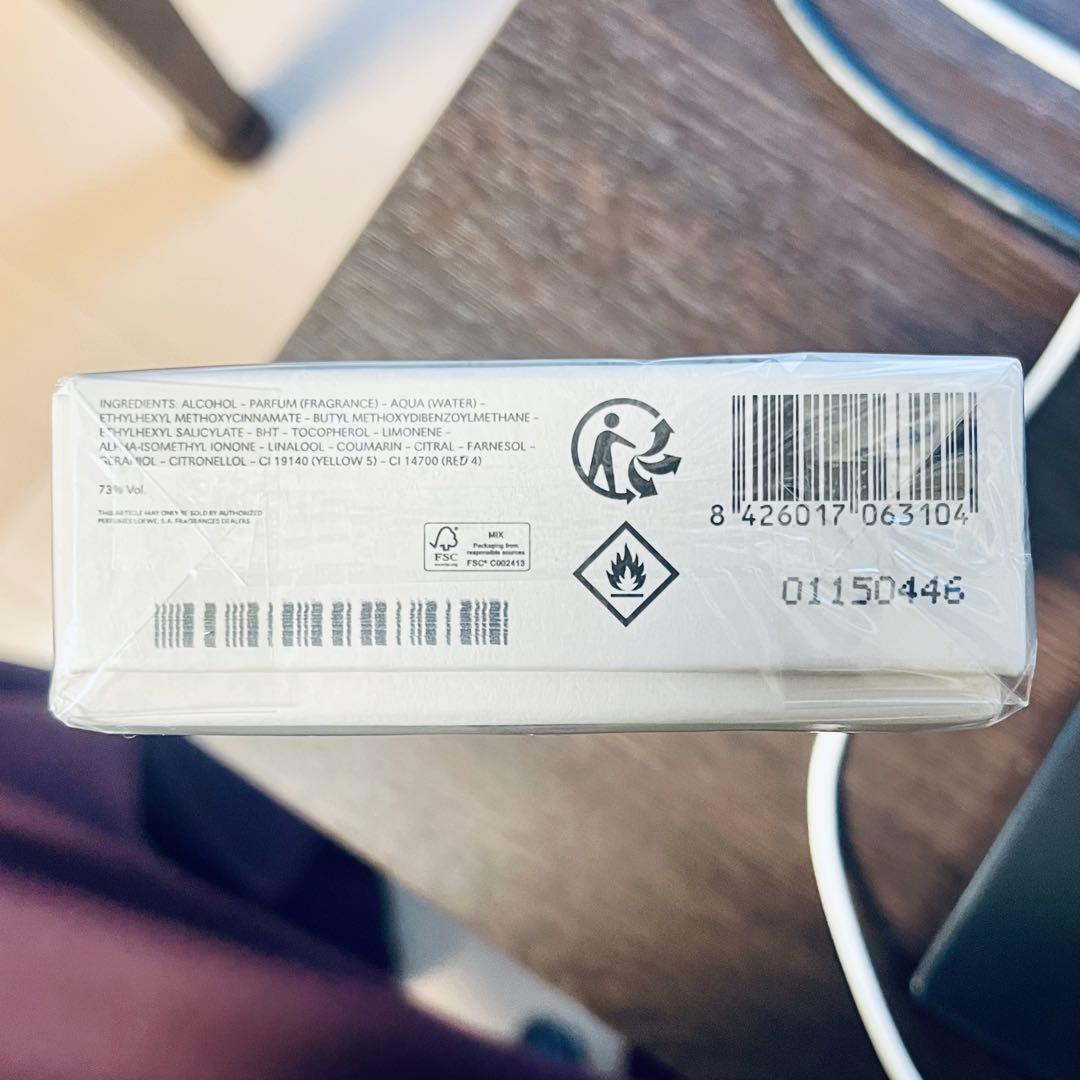 INGREDIENTS: ALCOHOL – PARFUM (FRAGRANCE) – AQUA (WATER) –
ETHYLHEXYL METHOXYCINNAMATE – BUTYL METHOXYDIBENZOYLMETHANE –
ETHYLHEXYL SALICYLATE – BHT – TOCOPHEROL – LIMONENE –
ALPHA-ISOMETHYL IONONE – LINALOOL – COUMARIN – CITRAL – FARNESOL –
GERANIOL – CITRONELLOL – CI 19140 (YELLOW 5) – CI 14700 (RED 4)
73% Vol.
THIS ARTICLE MAY ONLY BE SOLD BY AUTHORIZED
PERFUMES LOEWE, S.A. FRAGRANCES DEALERS.
FSC
MIX
Packaging from
responsible sources
FSC® C002413
8 426017 063104
01150446